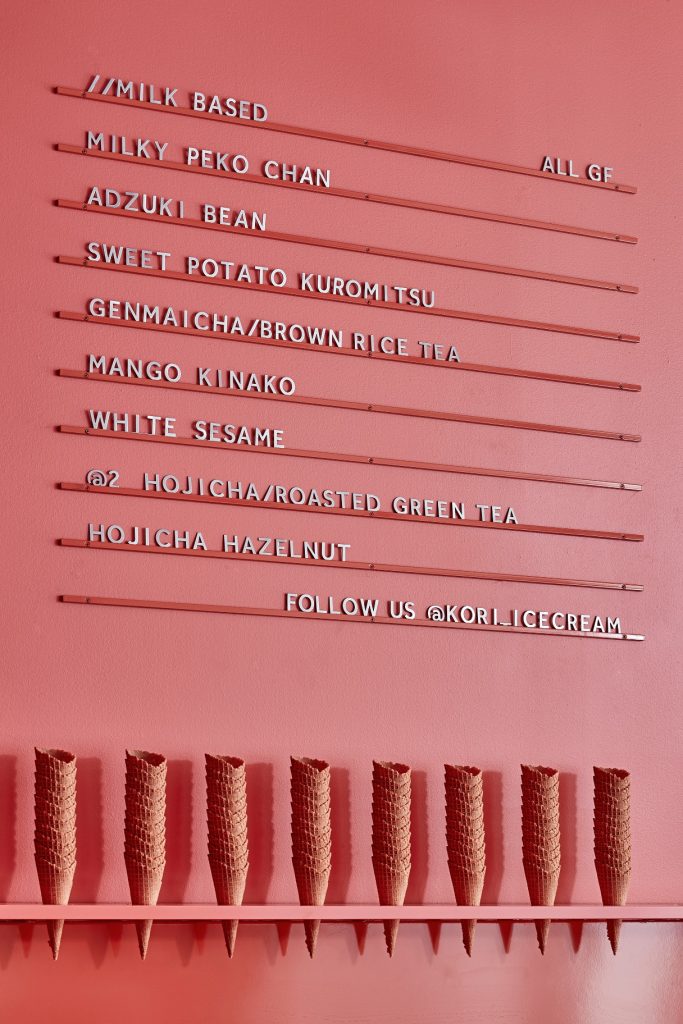 //MILK BASED
ALL GF
MILKY PEKO CHAN
ADZUKI BEAN
SWEET POTATO KUROMITSU
GENMAICHA/BROWN RICE TEA
MANGO KINAKO
WHITE SESAME
@2 HOJICHA/ROASTED GREEN TEA
HOJICHA HAZELNUT
FOLLOW US @KORI_ICECREAM